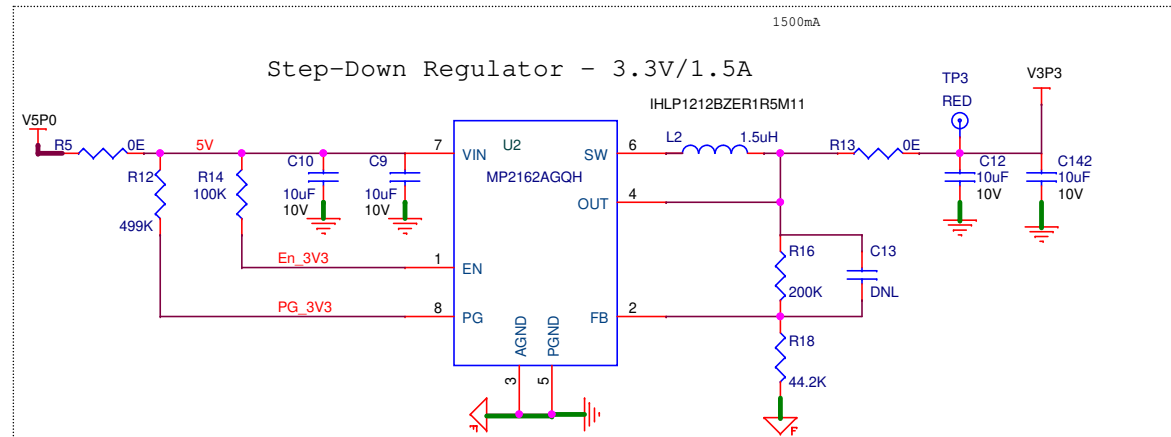 1500mA
Step-Down Regulator - 3.3V/1.5A
IHLP1212BZER1R5M11
TP3
RED
V3P3
V5P0
R5 0E
5V
7 VIN
U2
MP2162AGQH
SW 6
L2 1.5uH
R13 0E
R12
499K
R14
100K
C10
10uF
10V
C9
10uF
10V
OUT 4
C12
10uF
10V
C142
10uF
10V
En_3V3
1 EN
R16
200K
C13
DNL
PG_3V3
8 PG
FB 2
AGND
PGND
3
5
R18
44.2K
F
F